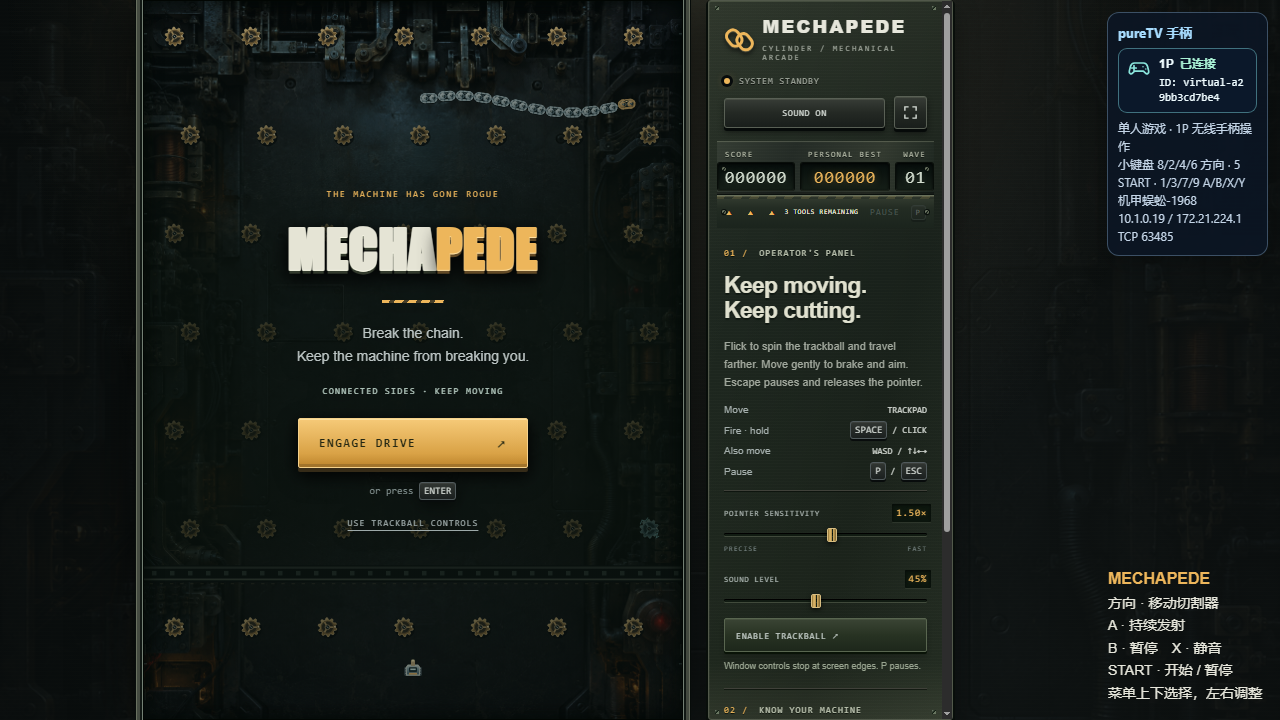 THE MACHINE HAS GONE ROGUE
MECHAPEDE
Break the chain.
Keep the machine from breaking you.
CONNECTED SIDES · KEEP MOVING
ENGAGE DRIVE ↗
or press ENTER
USE TRACKBALL CONTROLS
MECHAPEDE
CYLINDER / MECHANICAL
ARCADE
SYSTEM STANDBY
SOUND ON
SCORE PERSONAL BEST WAVE
000000 000000 01
3 TOOLS REMAINING PAUSE P
01 / OPERATOR'S PANEL
Keep moving.
Keep cutting.
Flick to spin the trackball and travel
farther. Move gently to brake and aim.
Escape pauses and releases the pointer.
Move TRACKPAD
Fire · hold SPACE / CLICK
Also move WASD / ↑↓←→
Pause P / ESC
POINTER SENSITIVITY 1.50×
PRECISE FAST
SOUND LEVEL 45%
ENABLE TRACKBALL ↗
Window controls stop at screen edges. P pauses.
02 / KNOW YOUR MACHINE
pureTV 手柄
1P 已连接
ID: virtual-a2
9bb3cd7be4
单人游戏 · 1P 无线手柄操
作
小键盘 8/2/4/6 方向 · 5
START · 1/3/7/9 A/B/X/Y
机甲蜈蚣-1968
10.1.0.19 / 172.21.224.1
TCP 63485
MECHAPEDE
方向 · 移动切割器
A · 持续发射
B · 暂停 X · 静音
START · 开始 / 暂停
菜单上下选择，左右调整